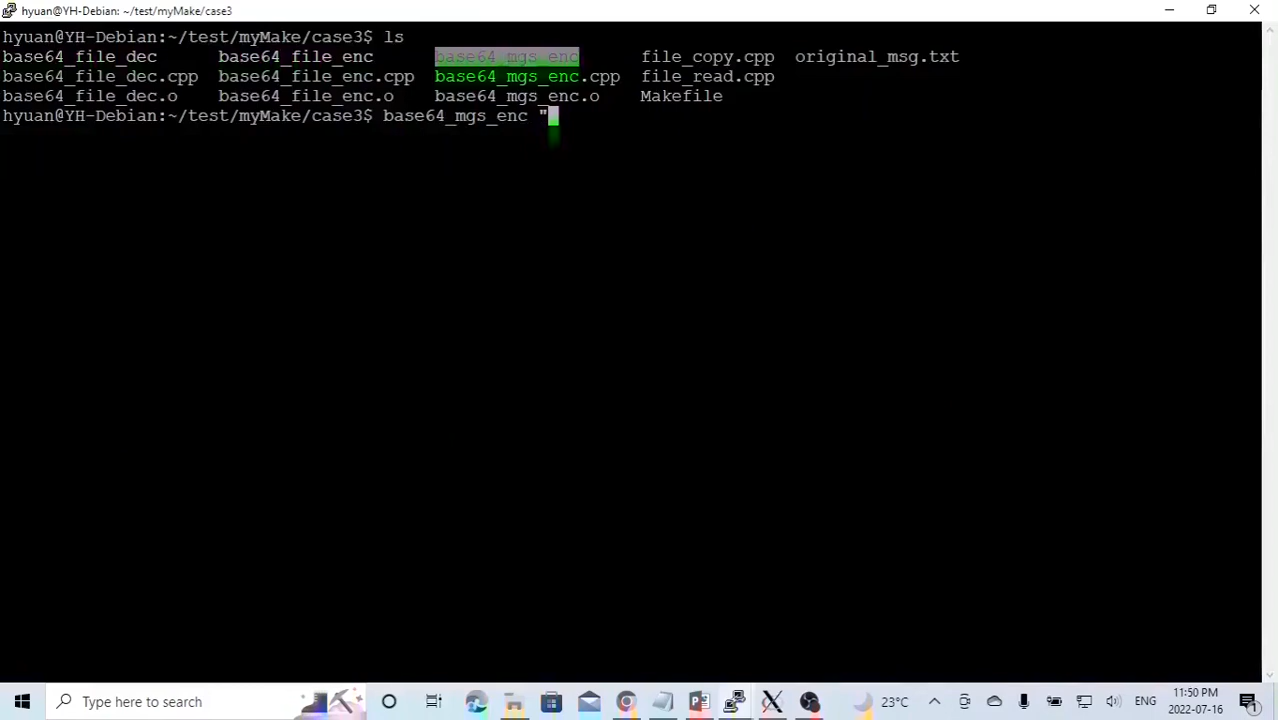 hyuan@YH-Debian: ~/test/myMake/case3
hyuan@YH-Debian:~/test/myMake/case3$ ls
base64_file_dec base64_file_enc base64_mgs_enc file_copy.cpp original_msg.txt
base64_file_dec.cpp base64_file_enc.cpp base64_mgs_enc.cpp file_read.cpp
base64_file_dec.o base64_file_enc.o base64_mgs_enc.o Makefile
hyuan@YH-Debian:~/test/myMake/case3$ base64_mgs_enc "
Type here to search
23°C
ENG
11:50 PM
2022-07-16
1